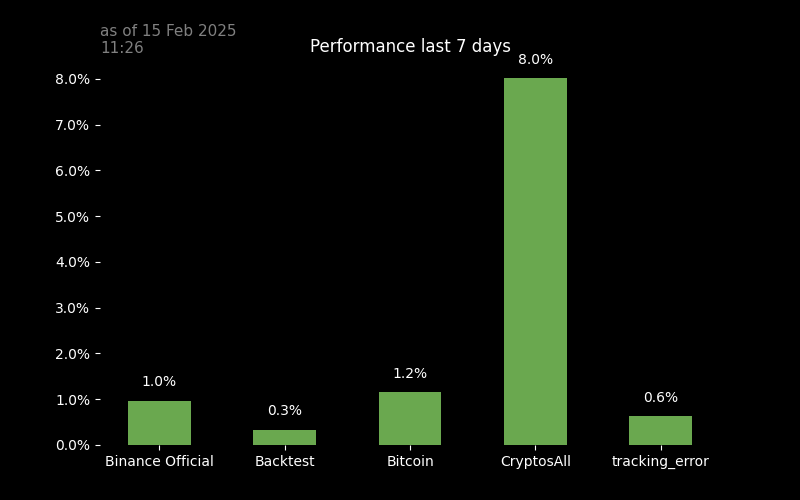 as of 15 Feb 2025
11:26
Performance last 7 days
8.0%
8.0%
7.0%
6.0%
5.0%
4.0%
3.0%
2.0%
1.0%
0.0%
1.0%
0.3%
1.2%
0.6%
Binance Official
Backtest
Bitcoin
CryptosAll
tracking_error